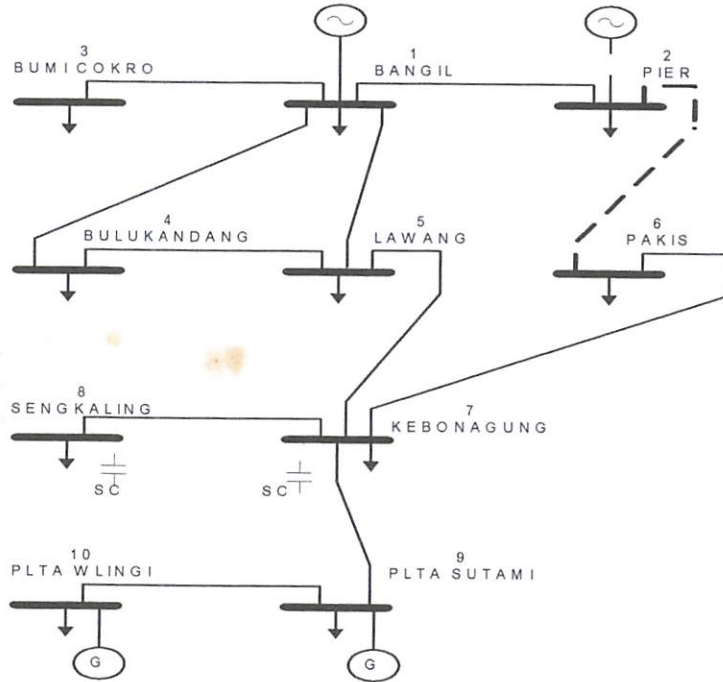 3
BUMICOKRO
1
BANGIL
2
PIER
4
BULUKANDANG
5
LAWANG
6
PAKIS
8
SENGKALING
7
KEBONAGUNG
SC
SC
10
PLTA WLINGI
9
PLTA SUTAMI
G
G